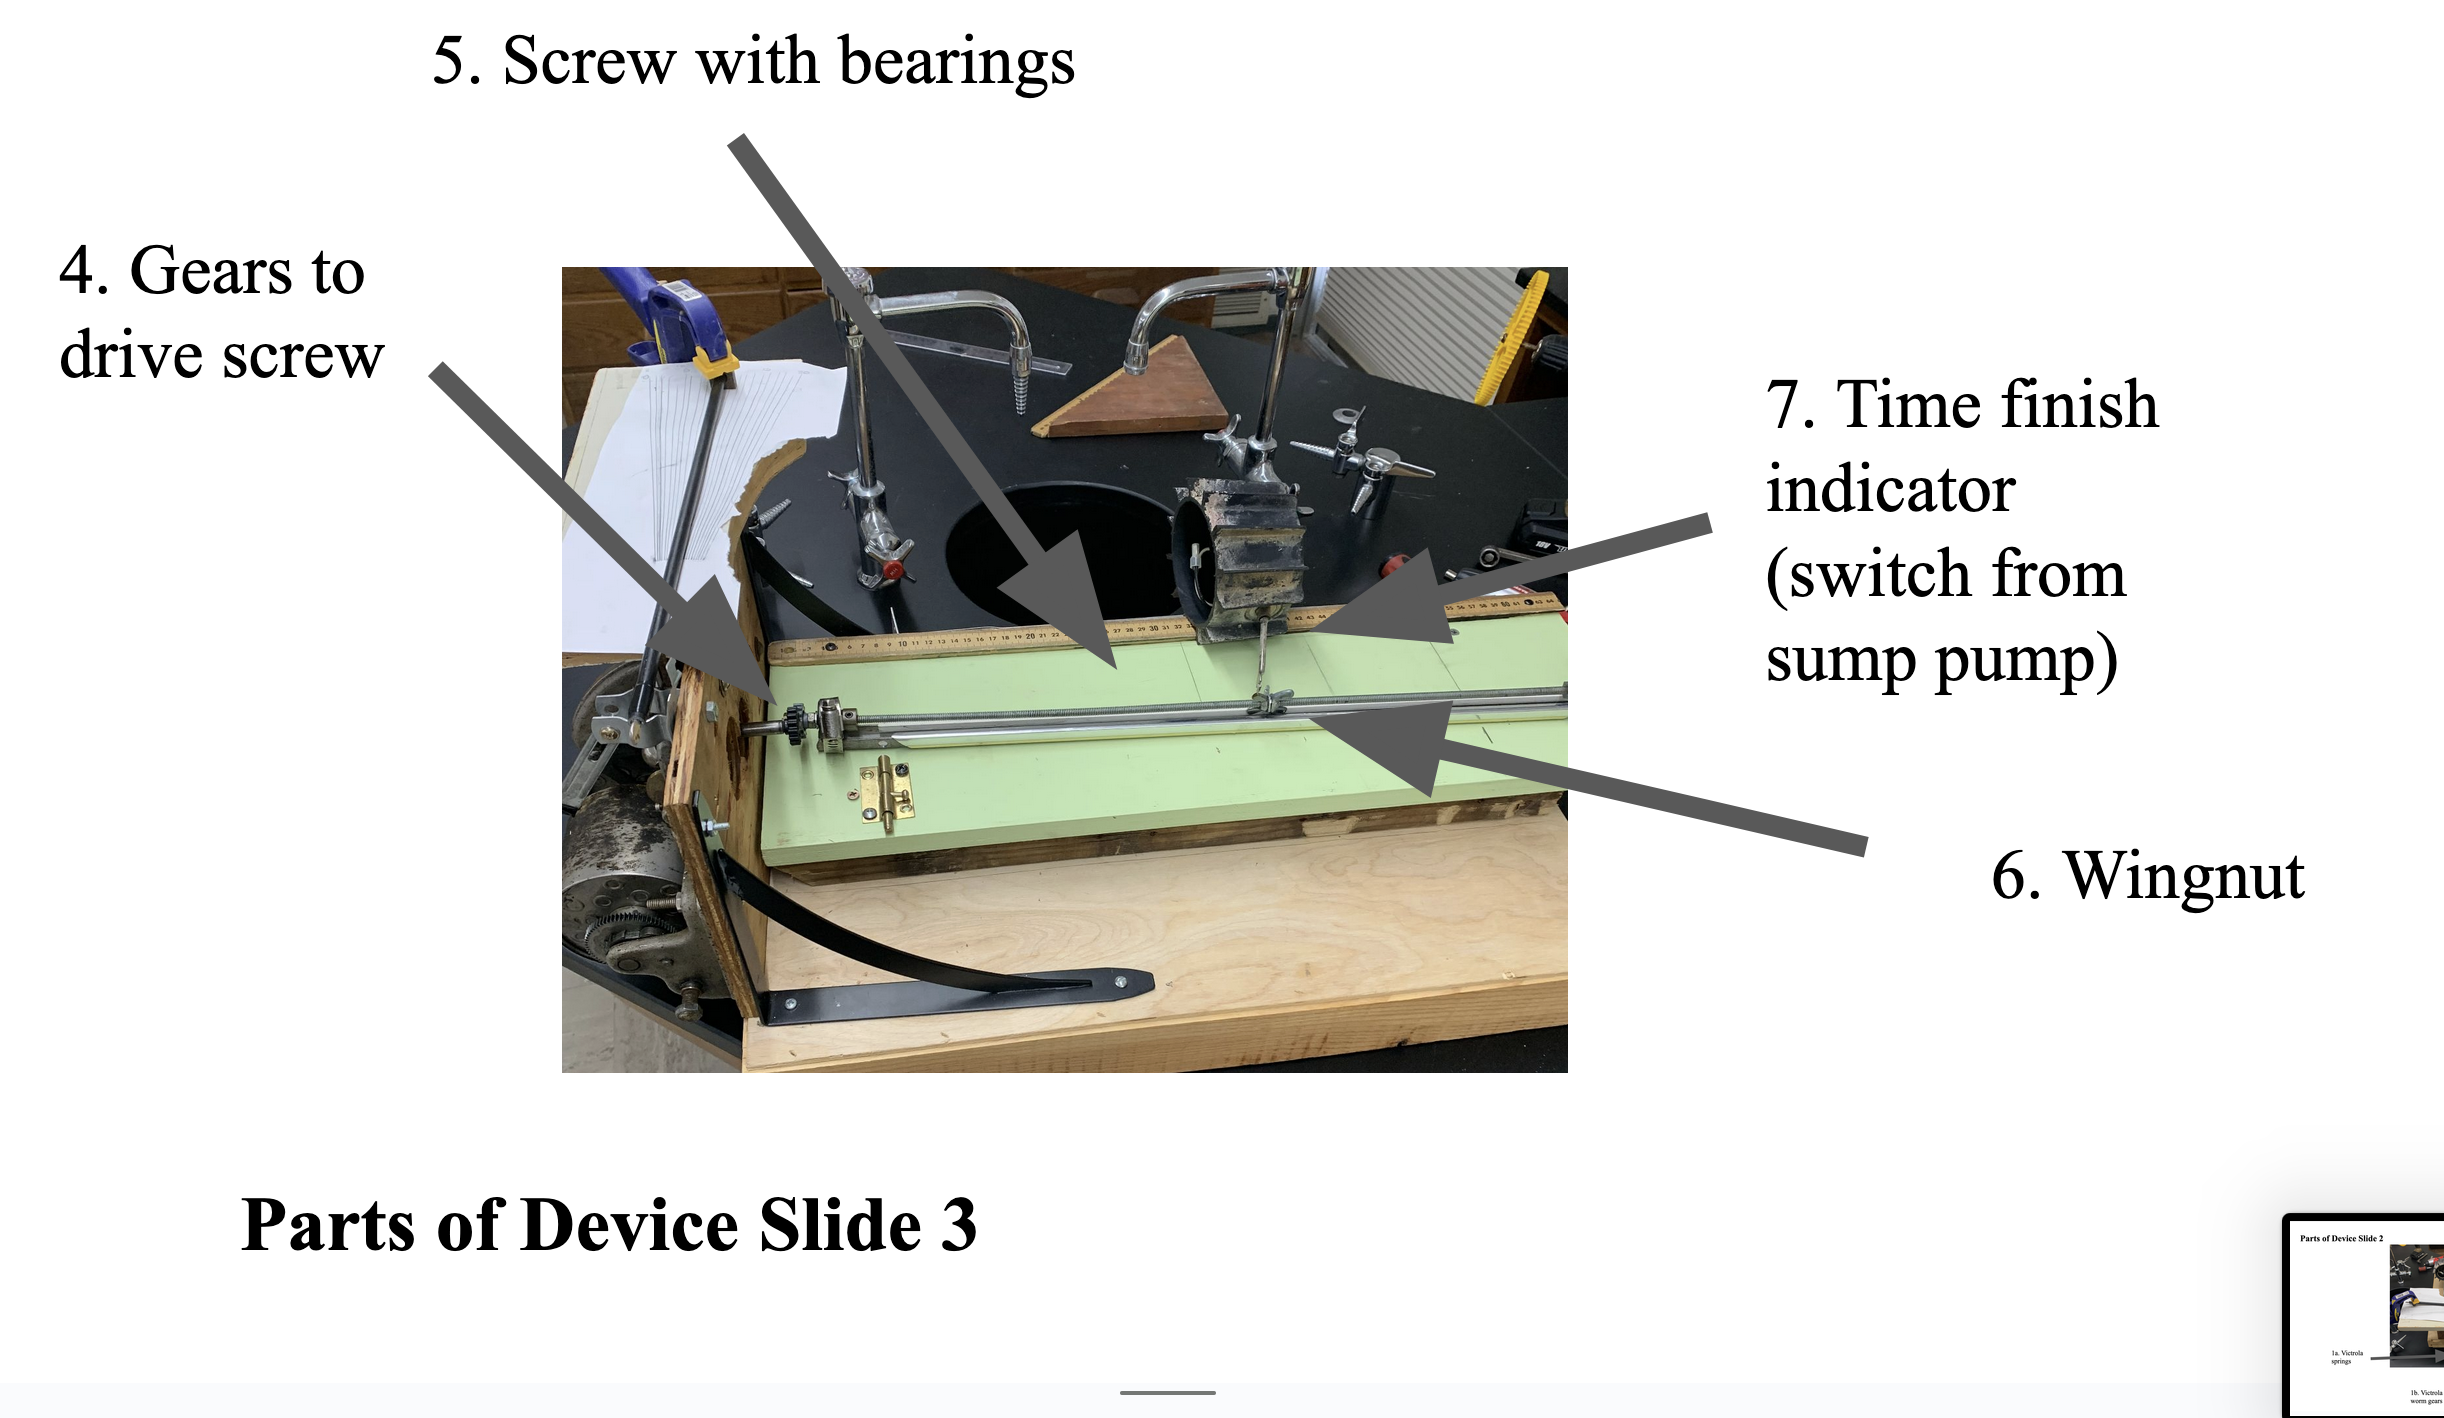 5. Screw with bearings
4. Gears to
drive screw
7. Time finish
indicator
(switch from
sump pump)
6. Wingnut
Parts of Device Slide 3
Parts of Device Slide 2
1a. Victrola
springs
1b. Victrola
worm gears